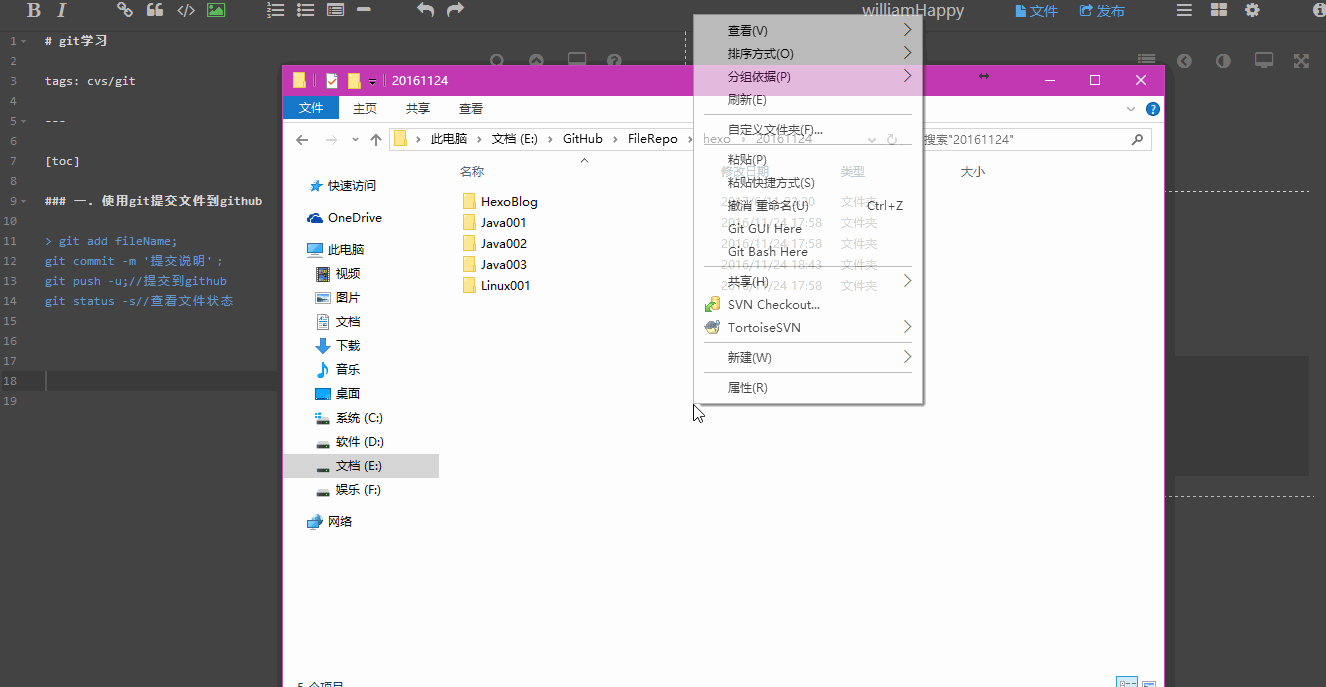 B I williamHappy 文件 发布
1 # git学习
2
3 tags: cvs/git
4
5 ---
6
7 [toc]
8
9 ### 一. 使用git提交文件到github
10
11 > git add fileName;
12 git commit -m '提交说明';
13 git push -u;//提交到github
14 git status -s//查看文件状态
15
16
17
18
19
20161124
文件 主页 共享 查看
此电脑 文档 (E:) GitHub FileRepo hexo 20161124
搜索"20161124"
名称 修改日期 类型 大小
快速访问
OneDrive
此电脑
视频
图片
文档
下载
音乐
桌面
系统 (C:)
软件 (D:)
文档 (E:)
娱乐 (F:)
网络
HexoBlog 文件夹
Java001 2016/11/24 17:58 文件夹
Java002 2016/11/24 17:58 文件夹
Java003 2016/11/24 18:43 文件夹
Linux001 2016/11/24 17:58 文件夹
查看(V)
排序方式(O)
分组依据(P)
刷新(E)
自定义文件夹(F)...
粘贴(P)
粘贴快捷方式(S)
撤消 重命名(U) Ctrl+Z
Git GUI Here
Git Bash Here
共享(H)
SVN Checkout...
TortoiseSVN
新建(W)
属性(R)
5 个项目